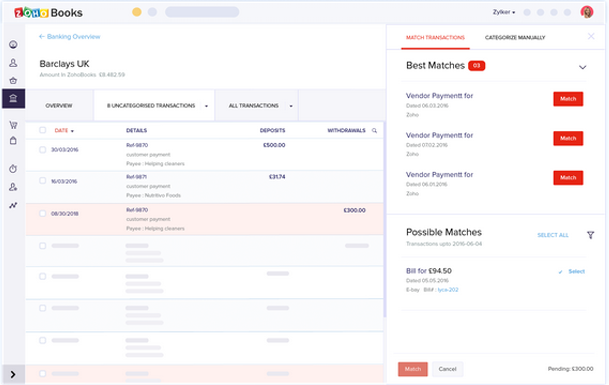 ZOHO Books
Zylker
← Banking Overview
Barclays UK
Amount in ZohoBooks £8,482.59
OVERVIEW
8 UNCATEGORISED TRANSACTIONS
ALL TRANSACTIONS
DATE
DETAILS
DEPOSITS
WITHDRAWALS
30/03/2016
Ref-9870
customer payment
Payee : Helping cleaners
£500.00
16/03/2016
Ref-9871
customer payment
Payee : Nutritivo Foods
£31.74
08/30/2018
Ref-9870
customer payment
Payee : Helping cleaners
£300.00
MATCH TRANSACTIONS
CATEGORIZE MANUALLY
Best Matches 03
Vendor Paymentt for
Dated 06.03.2016
Zoho
Match
Vendor Paymentt for
Dated 07.02.2016
Zoho
Match
Vendor Paymentt for
Dated 06.01.2016
Zoho
Match
Possible Matches
Transactions upto 2016-06-04
SELECT ALL
Bill for £94.50
Dated 05.05.2016
E-bay Bill# : lyca-202
Select
Match
Cancel
Pending: £300.00